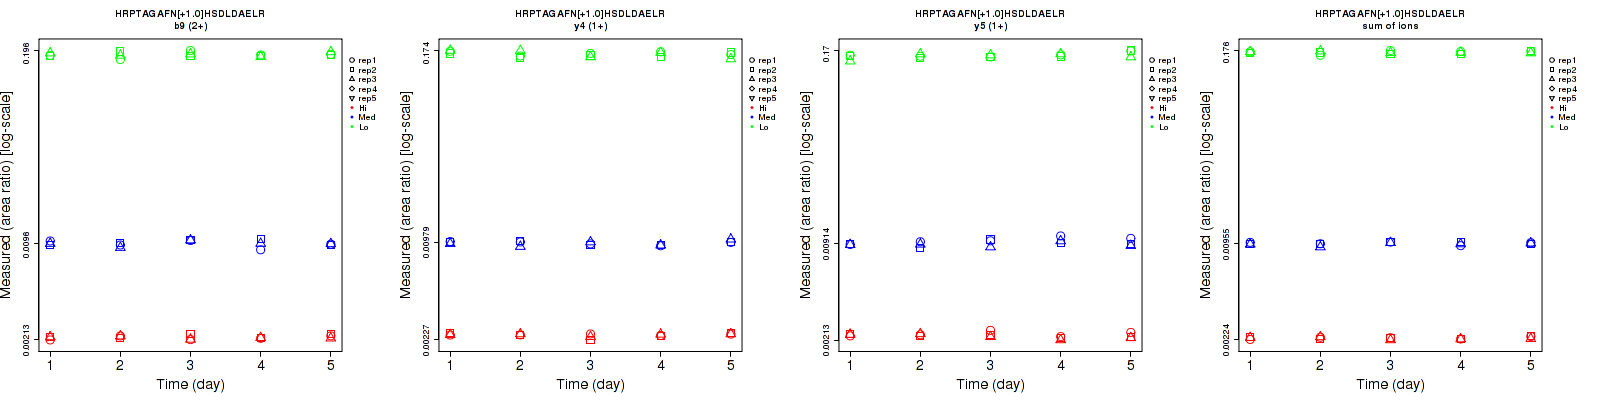 HRPTAGAFN[+1.0]HSDLDAELR
b9 (2+)
Measured (area ratio) [log-scale]
0.196
0.0096
0.00213
1 2 3 4 5
Time (day)
rep1
rep2
rep3
rep4
rep5
Hi
Med
Lo
HRPTAGAFN[+1.0]HSDLDAELR
y4 (1+)
Measured (area ratio) [log-scale]
0.174
0.00979
0.00227
1 2 3 4 5
Time (day)
rep1
rep2
rep3
rep4
rep5
Hi
Med
Lo
HRPTAGAFN[+1.0]HSDLDAELR
y5 (1+)
Measured (area ratio) [log-scale]
0.17
0.00914
0.00213
1 2 3 4 5
Time (day)
rep1
rep2
rep3
rep4
rep5
Hi
Med
Lo
HRPTAGAFN[+1.0]HSDLDAELR
sum of ions
Measured (area ratio) [log-scale]
0.176
0.00955
0.00224
1 2 3 4 5
Time (day)
rep1
rep2
rep3
rep4
rep5
Hi
Med
Lo